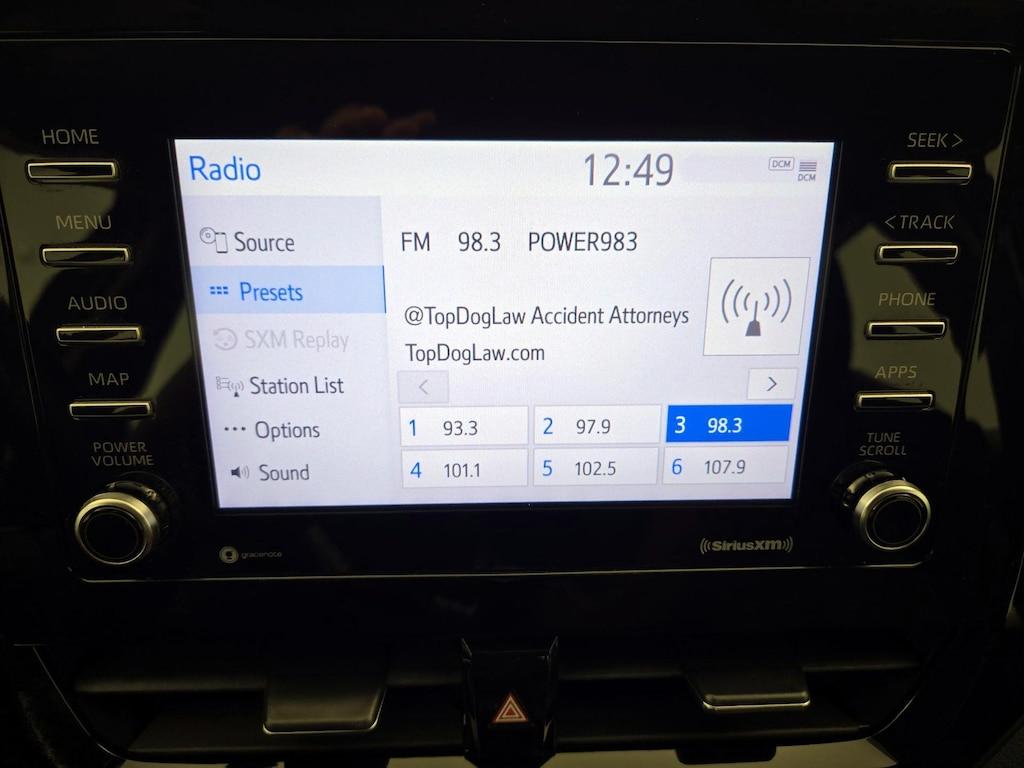 HOME
MENU
AUDIO
MAP
POWER
VOLUME
Radio
12:49
DCM
DCM
Source
Presets
SXM Replay
Station List
Options
Sound
FM 98.3 POWER983
@TopDogLaw Accident Attorneys
TopDogLaw.com
< >
1 93.3 2 97.9 3 98.3
4 101.1 5 102.5 6 107.9
SEEK >
< TRACK
PHONE
APPS
TUNE
SCROLL
gracenote
((SiriusXM))